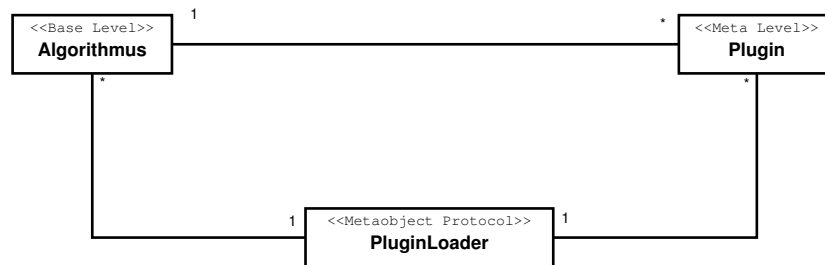 1
<<Base Level>>
Algorithmus
*
<<Meta Level>>
Plugin
*
*
1
<<Metaobject Protocol>>
PluginLoader
1